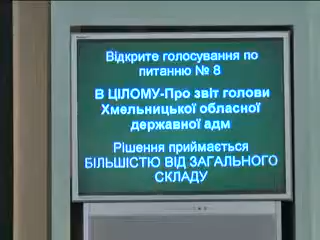 Відкрите голосування по
питанню № 8
В ЦІЛОМУ-Про звіт голови
Хмельницької обласної
державної адм
Рішення приймається
БІЛЬШІСТЮ ВІД ЗАГАЛЬНОГО
СКЛАДУ